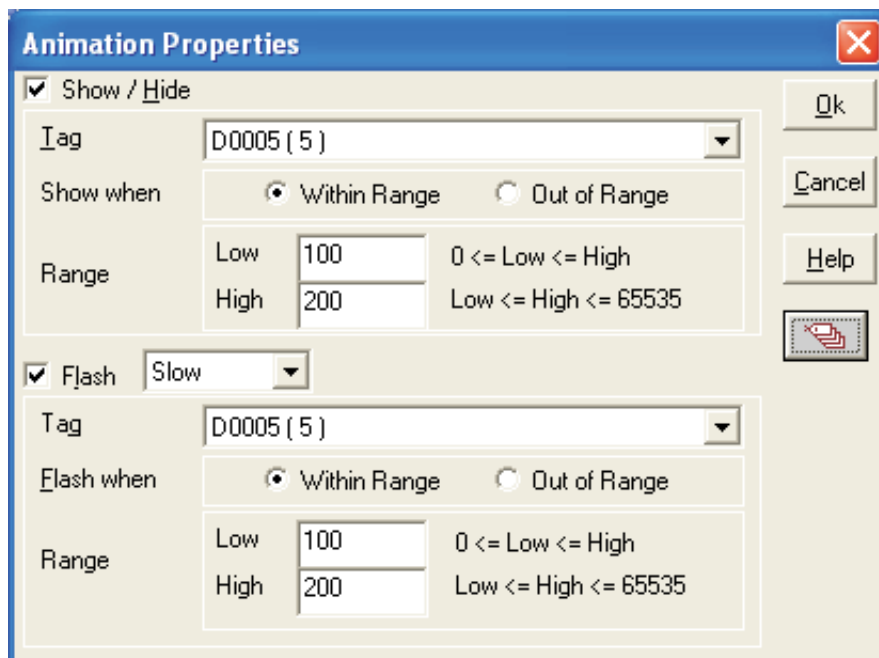 Animation Properties
Show / Hide
Ok
Tag D0005 ( 5 )
Show when Within Range Out of Range
Cancel
Range Low 100 0 <= Low <= High
Help
High 200 Low <= High <= 65535
Flash Slow
Tag D0005 ( 5 )
Flash when Within Range Out of Range
Range Low 100 0 <= Low <= High
High 200 Low <= High <= 65535